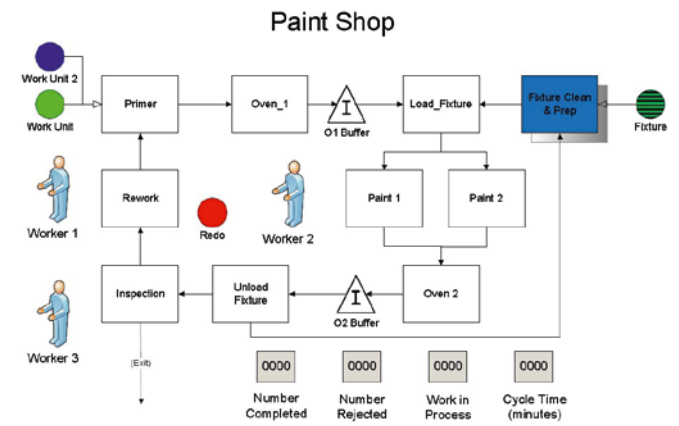 Paint Shop
Work Unit 2
Work Unit
Primer
Oven_1
I
O1 Buffer
Load_Fixture
Fixture Clean
& Prep
Fixture
Worker 1
Rework
Redo
Worker 2
Paint 1
Paint 2
Worker 3
Inspection
Unload
Fixture
I
O2 Buffer
Oven 2
(Exit)
0000
0000
0000
0000
Number
Completed
Number
Rejected
Work in
Process
Cycle Time
(minutes)